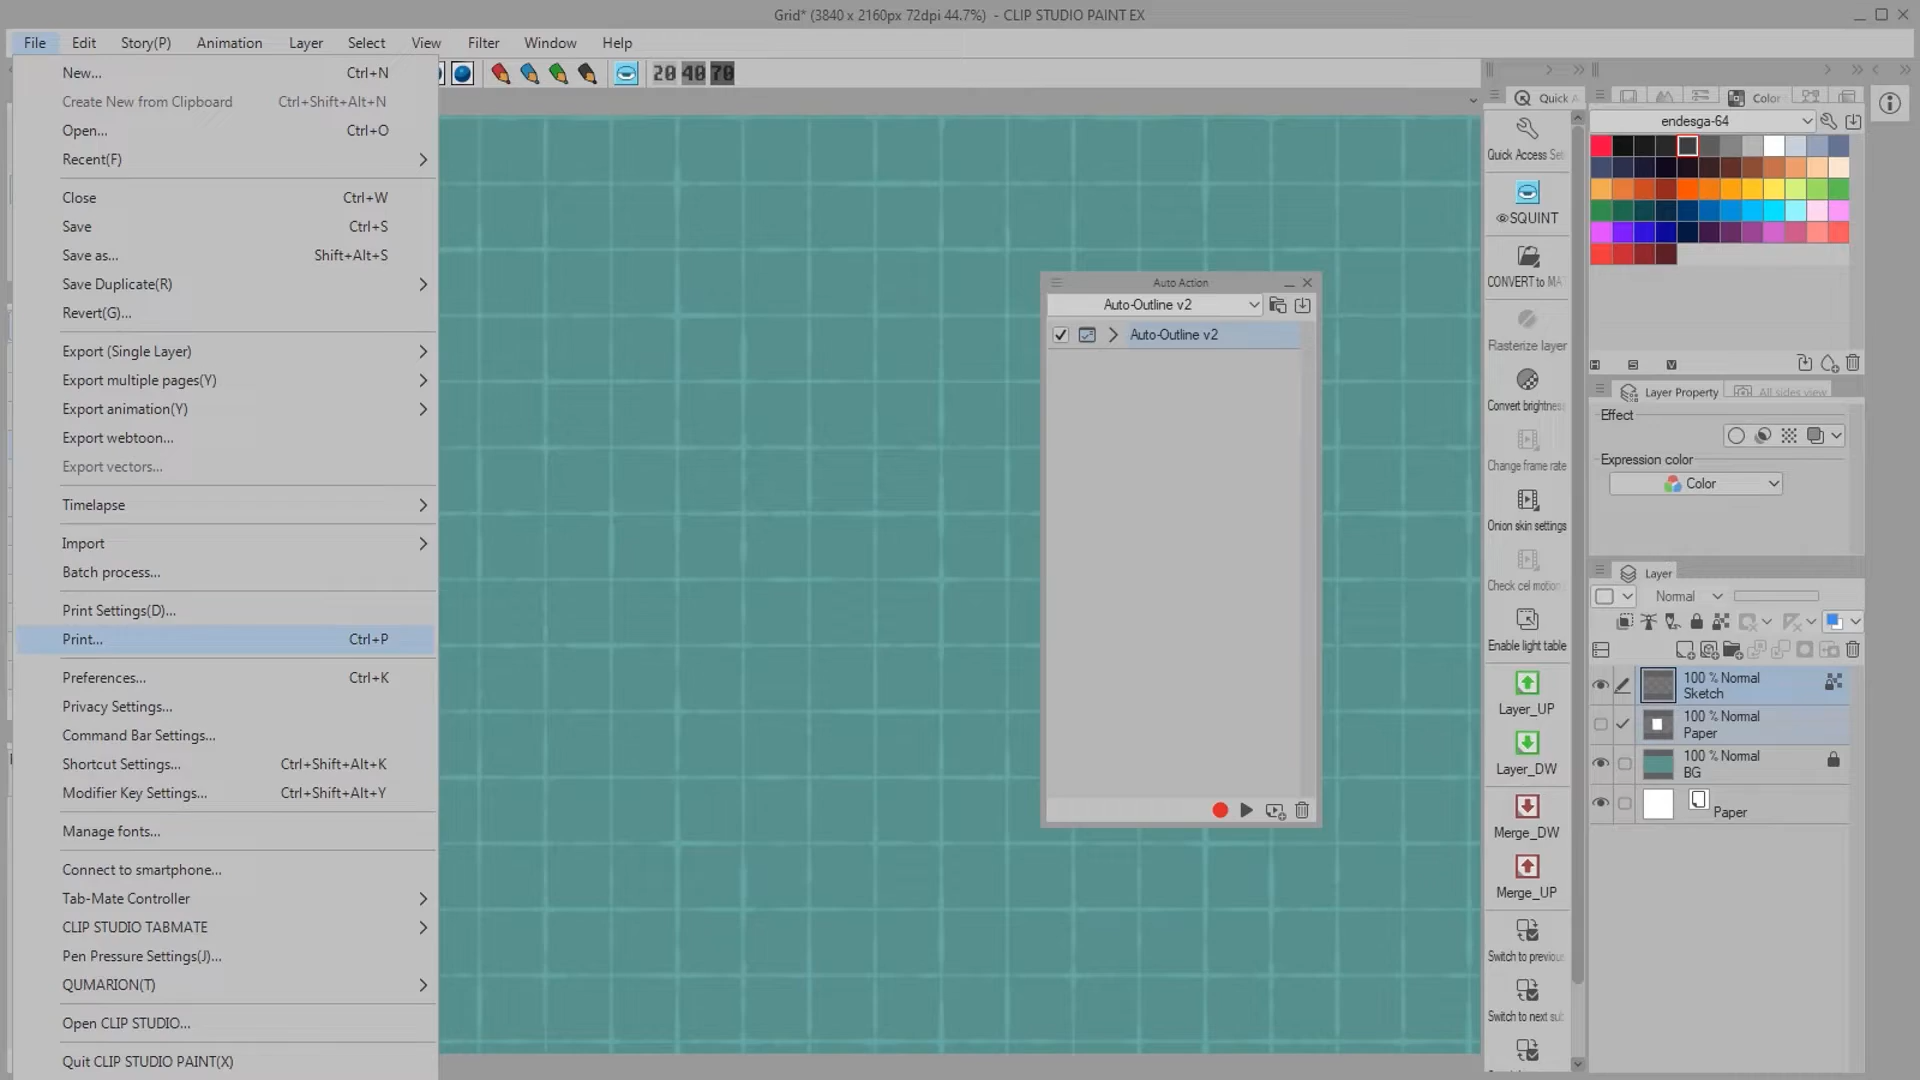 Grid* (3840 x 2160px 72dpi 44.7%) - CLIP STUDIO PAINT EX
File Edit Story(P) Animation Layer Select View Filter Window Help
New... Ctrl+N
Create New from Clipboard Ctrl+Shift+Alt+N
Open... Ctrl+O
Recent(F)
Close Ctrl+W
Save Ctrl+S
Save as... Shift+Alt+S
Save Duplicate(R)
Revert(G)...
Export (Single Layer)
Export multiple pages(Y)
Export animation(Y)
Export webtoon...
Export vectors...
Timelapse
Import
Batch process...
Print Settings(D)...
Print... Ctrl+P
Preferences... Ctrl+K
Privacy Settings...
Command Bar Settings...
Shortcut Settings... Ctrl+Shift+Alt+K
Modifier Key Settings... Ctrl+Shift+Alt+Y
Manage fonts...
Connect to smartphone...
Tab-Mate Controller
CLIP STUDIO TABMATE
Pen Pressure Settings(J)...
QUMARION(T)
Open CLIP STUDIO...
Quit CLIP STUDIO PAINT(X)
20 40 70
Auto Action
Auto-Outline v2
Auto-Outline v2
Quick A
Quick Access Set
SQUINT
CONVERT to MA
Rasterize layer
Convert brightness
Change frame rate
Onion skin settings
Check cel motion
Enable light table
Layer_UP
Layer_DW
Merge_DW
Merge_UP
Switch to previou
Switch to next sub
Color
endesga-64
H S V
Layer Property All sides view
Effect
Expression color
Color
Layer
Normal
100 % Normal
Sketch
100 % Normal
Paper
100 % Normal
BG
Paper